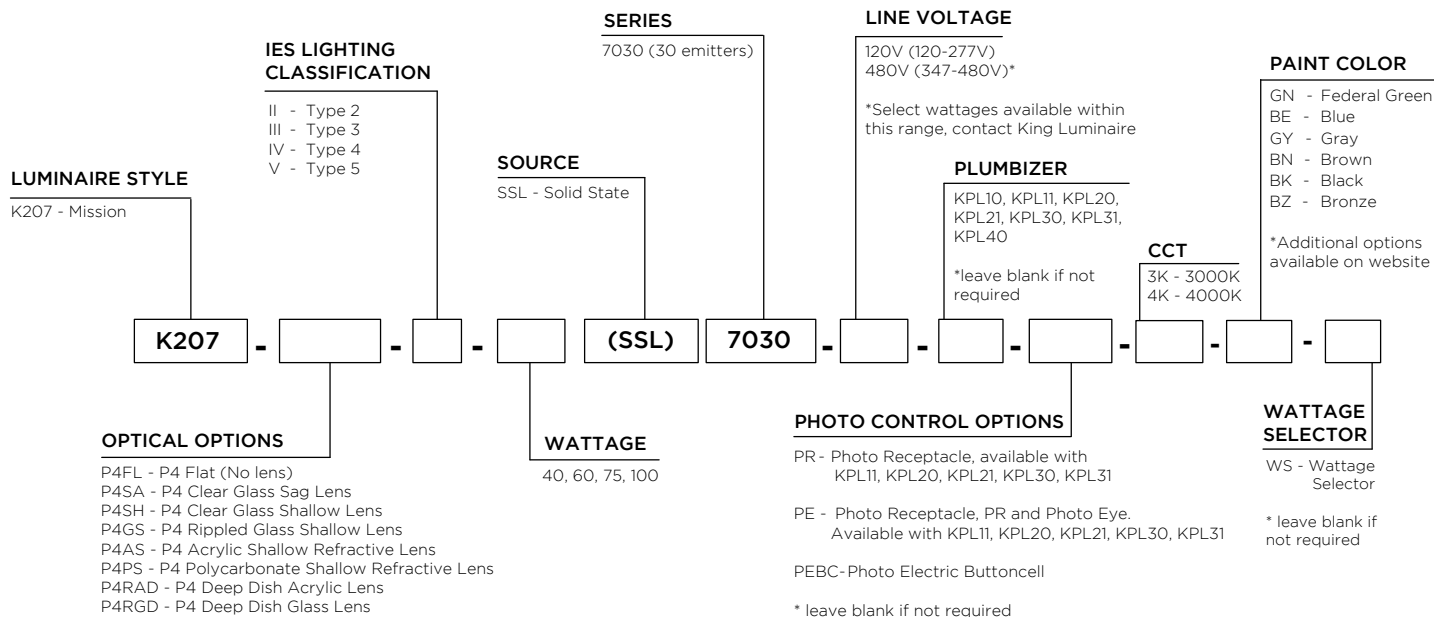 LUMINAIRE STYLE
K207 - Mission
IES LIGHTING
CLASSIFICATION
II - Type 2
III - Type 3
IV - Type 4
V - Type 5
SOURCE
SSL - Solid State
SERIES
7030 (30 emitters)
LINE VOLTAGE
120V (120-277V)
480V (347-480V)*
*Select wattages available within
this range, contact King Luminaire
PLUMBIZER
KPL10, KPL11, KPL20,
KPL21, KPL30, KPL31,
KPL40
*leave blank if not
required
CCT
3K - 3000K
4K - 4000K
PAINT COLOR
GN - Federal Green
BE - Blue
GY - Gray
BN - Brown
BK - Black
BZ - Bronze
*Additional options
available on website
K207 - - - (SSL) 7030 - - - - -
OPTICAL OPTIONS
P4FL - P4 Flat (No lens)
P4SA - P4 Clear Glass Sag Lens
P4SH - P4 Clear Glass Shallow Lens
P4GS - P4 Rippled Glass Shallow Lens
P4AS - P4 Acrylic Shallow Refractive Lens
P4PS - P4 Polycarbonate Shallow Refractive Lens
P4RAD - P4 Deep Dish Acrylic Lens
P4RGD - P4 Deep Dish Glass Lens
WATTAGE
40, 60, 75, 100
PHOTO CONTROL OPTIONS
PR - Photo Receptacle, available with
KPL11, KPL20, KPL21, KPL30, KPL31
PE - Photo Receptacle, PR and Photo Eye.
Available with KPL11, KPL20, KPL21, KPL30, KPL31
PEBC-Photo Electric Buttoncell
* leave blank if not required
WATTAGE
SELECTOR
WS - Wattage
Selector
* leave blank if
not required